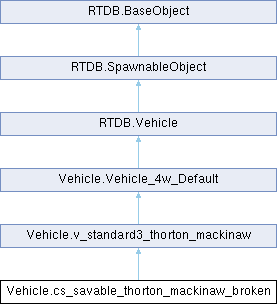 RTDB.BaseObject
RTDB.SpawnableObject
RTDB.Vehicle
Vehicle.Vehicle_4w_Default
Vehicle.v_standard3_thorton_mackinaw
Vehicle.cs_savable_thorton_mackinaw_broken